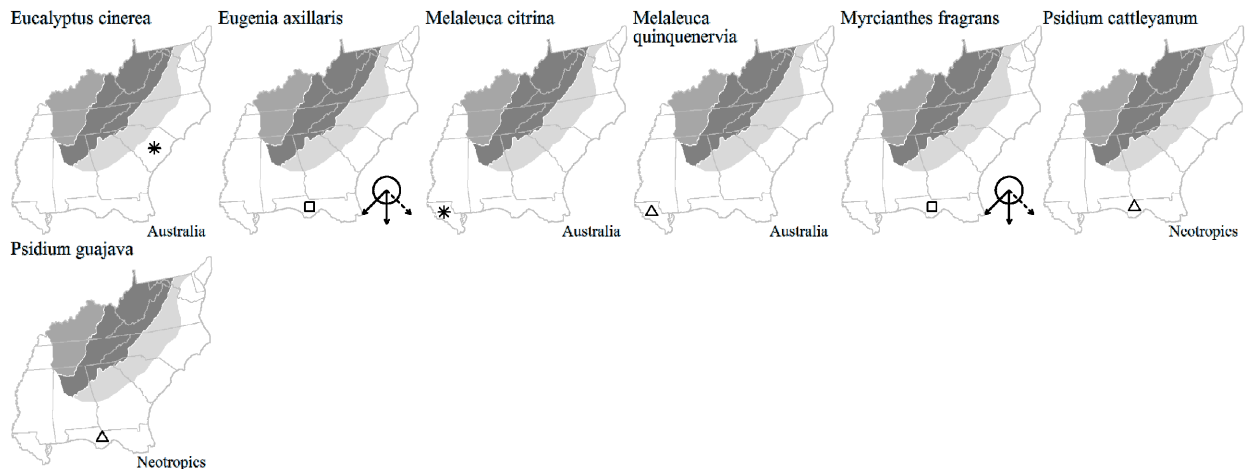 Eucalyptus cinerea
Eugenia axillaris
Melaleuca citrina
Melaleuca
quinquenervia
Myrcianthes fragrans
Psidium cattleyanum
Australia
Australia
Australia
Neotropics
Psidium guajava
Neotropics